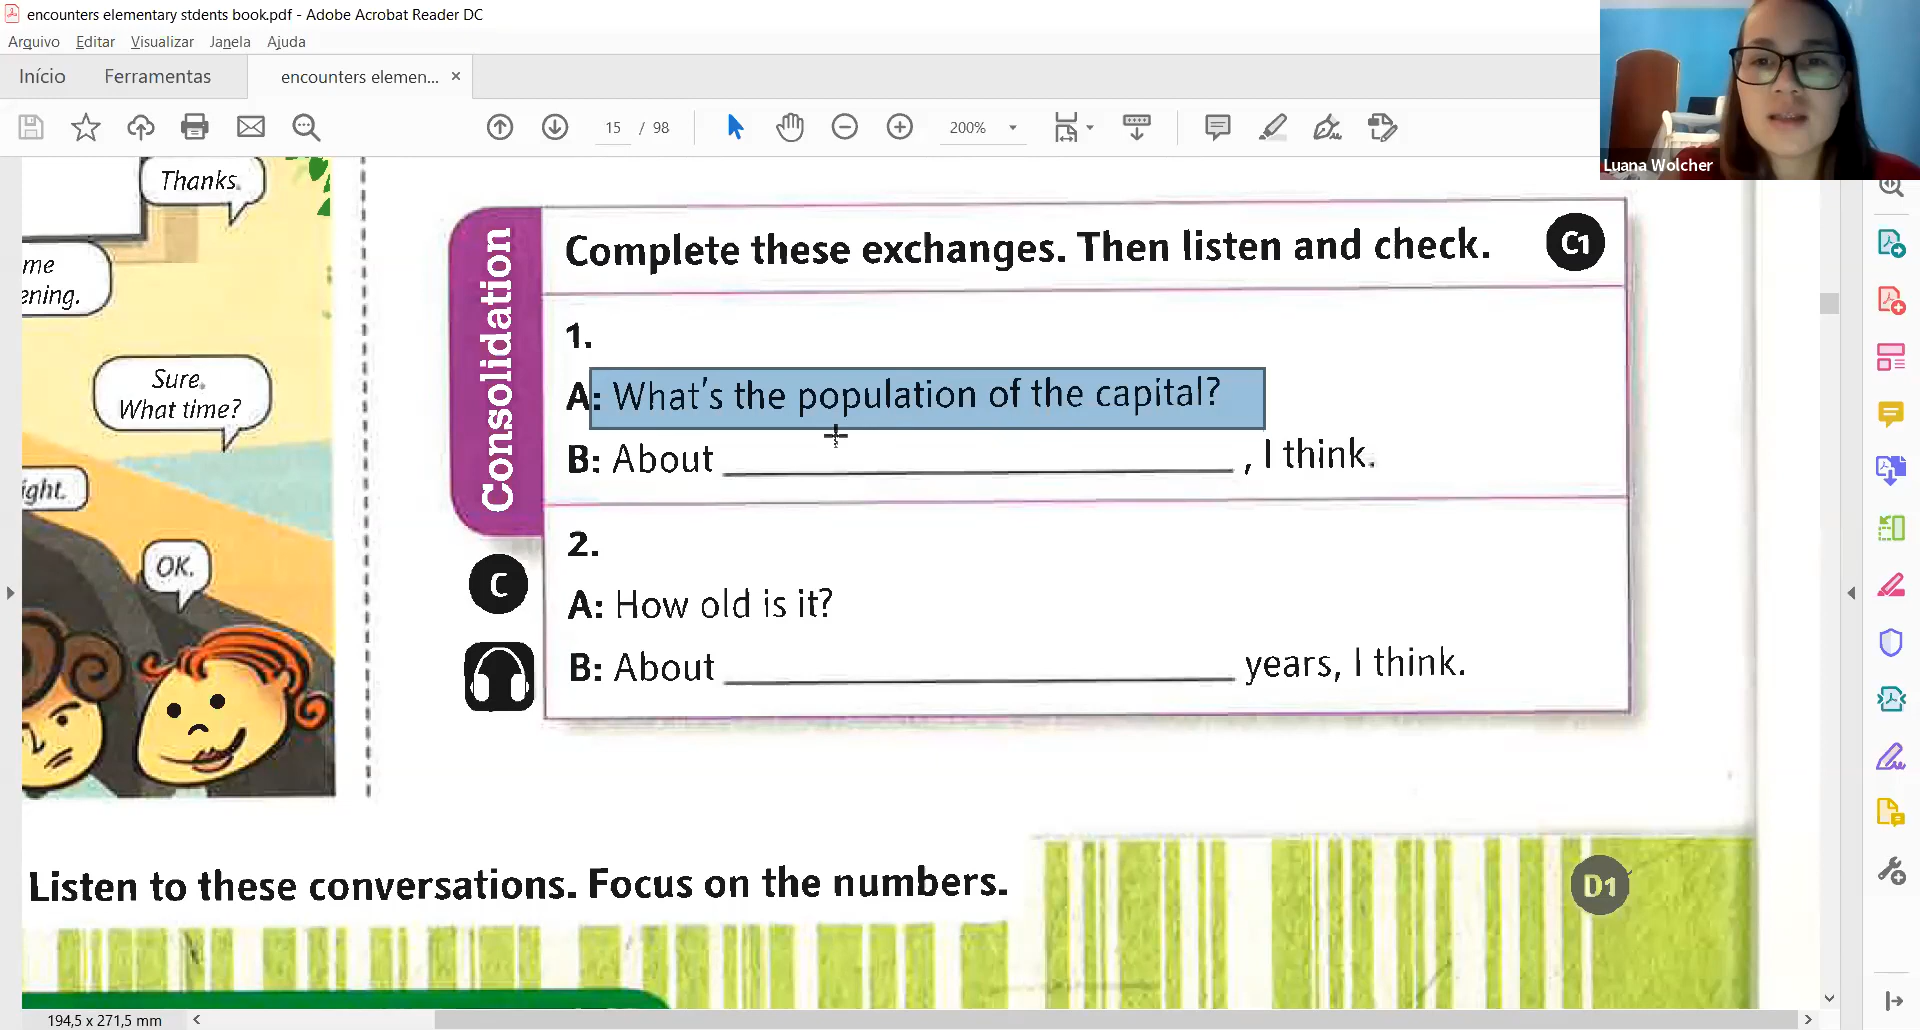 encounters elementary stdents book.pdf - Adobe Acrobat Reader DC
Arquivo Editar Visualizar Janela Ajuda
Início Ferramentas encounters elemen... ×
15 / 98 200%
Luana Wolcher
Thanks.
me
ening.
Sure.
What time?
ight.
OK.
Consolidation
C
Complete these exchanges. Then listen and check. C1
1.
A: What's the population of the capital?
B: About ______, I think.
2.
A: How old is it?
B: About ______ years, I think.
Listen to these conversations. Focus on the numbers. D1
194,5 x 271,5 mm